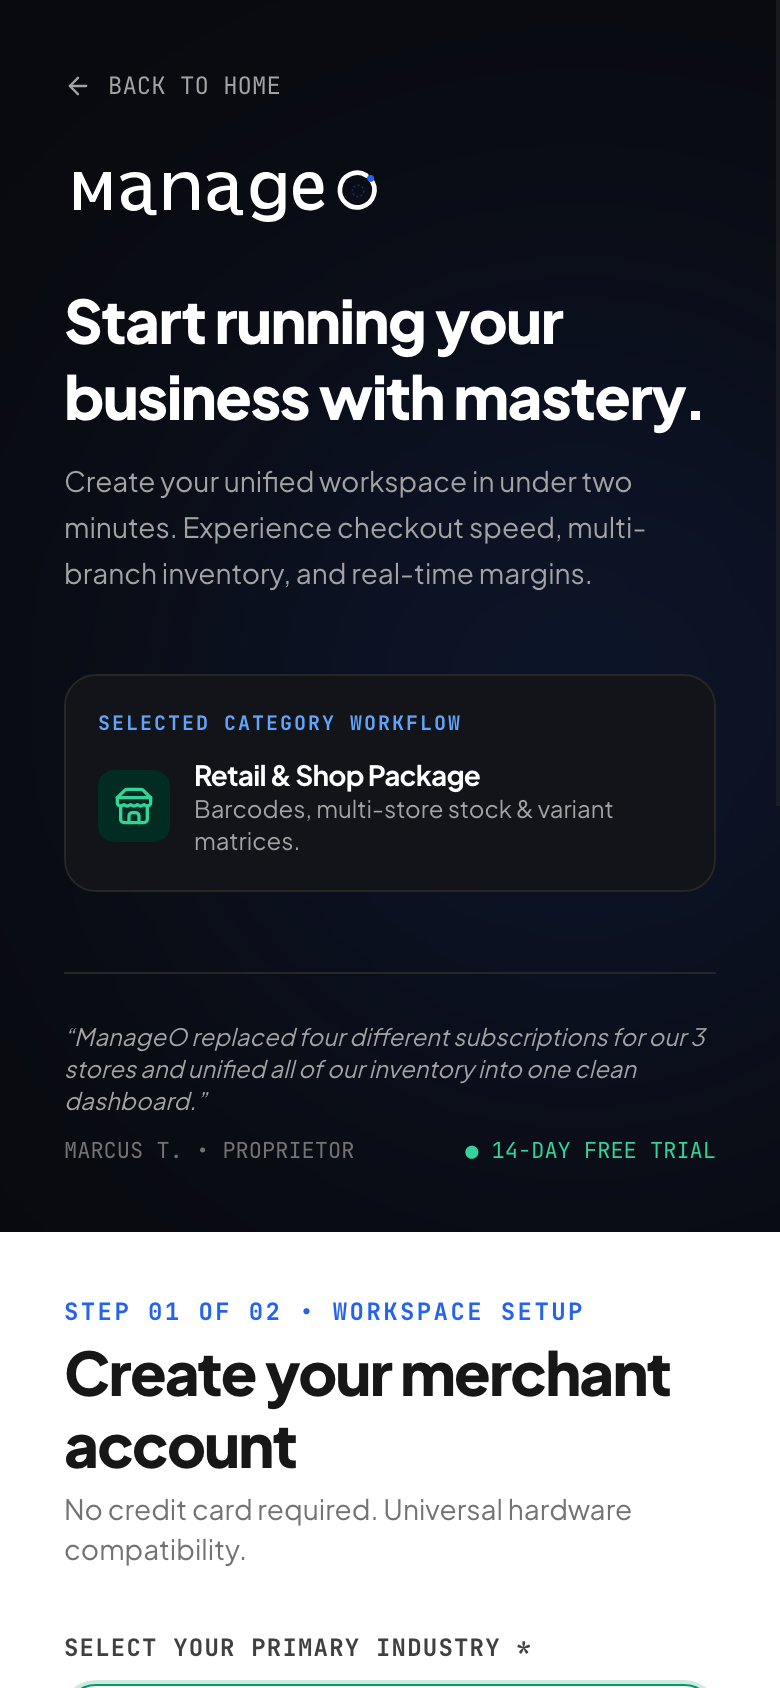 ← BACK TO HOME
ManageO
Start running your
business with mastery.
Create your unified workspace in under two
minutes. Experience checkout speed, multi-
branch inventory, and real-time margins.
SELECTED CATEGORY WORKFLOW
Retail & Shop Package
Barcodes, multi-store stock & variant
matrices.
“ManageO replaced four different subscriptions for our 3
stores and unified all of our inventory into one clean
dashboard.”
MARCUS T. • PROPRIETOR
● 14-DAY FREE TRIAL
STEP 01 OF 02 • WORKSPACE SETUP
Create your merchant
account
No credit card required. Universal hardware
compatibility.
SELECT YOUR PRIMARY INDUSTRY *